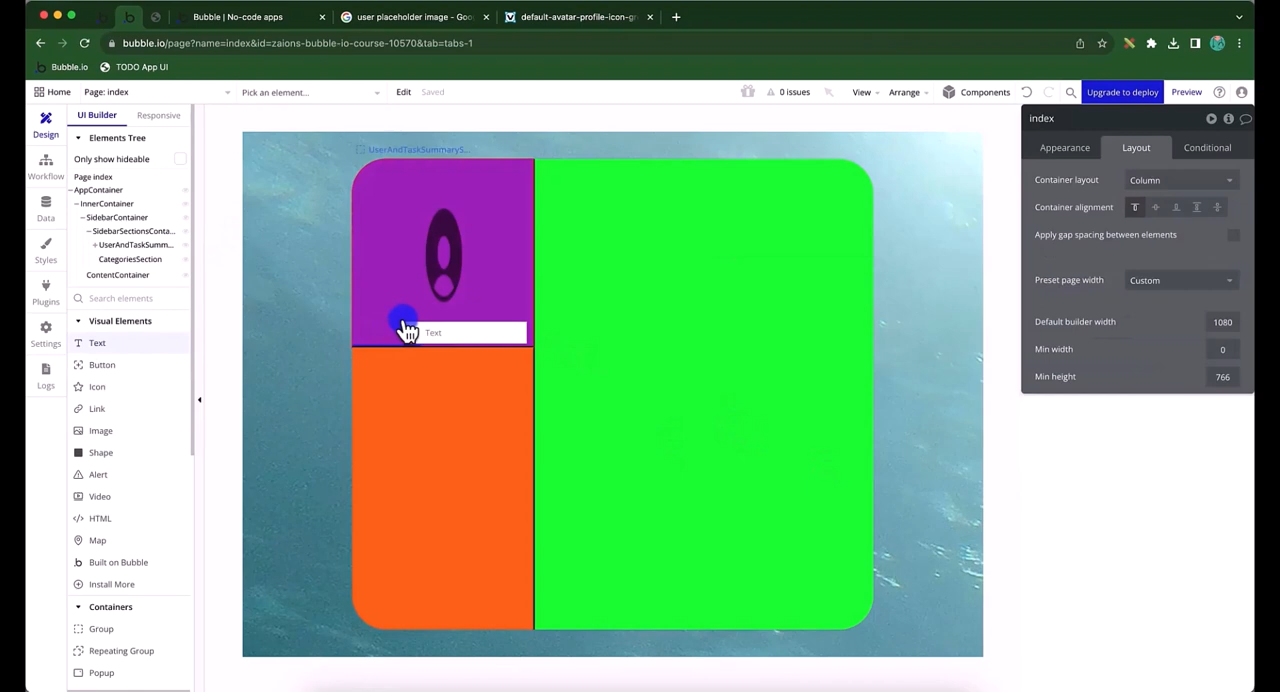 Bubble | No-code apps
user placeholder image - Goo
default-avatar-profile-icon-gr
bubble.io/page?name=index&id=zaions-bubble-io-course-10570&tab=tabs-1
Bubble.io
TODO App UI
Home
Page: index
Pick an element...
Edit
Saved
0 issues
View
Arrange
Components
Upgrade to deploy
Preview
Design
Workflow
Data
Styles
Plugins
Settings
Logs
UI Builder
Responsive
Elements Tree
Only show hideable
Page index
AppContainer
InnerContainer
SidebarContainer
SidebarSectionsConta...
UserAndTaskSumm...
CategoriesSection
ContentContainer
Search elements
Visual Elements
Text
Button
Icon
Link
Image
Shape
Alert
Video
HTML
Map
Built on Bubble
Install More
Containers
Group
Repeating Group
Popup
UserAndTaskSummaryS...
Text
index
Appearance
Layout
Conditional
Container layout
Column
Container alignment
Apply gap spacing between elements
Preset page width
Custom
Default builder width
1080
Min width
0
Min height
766